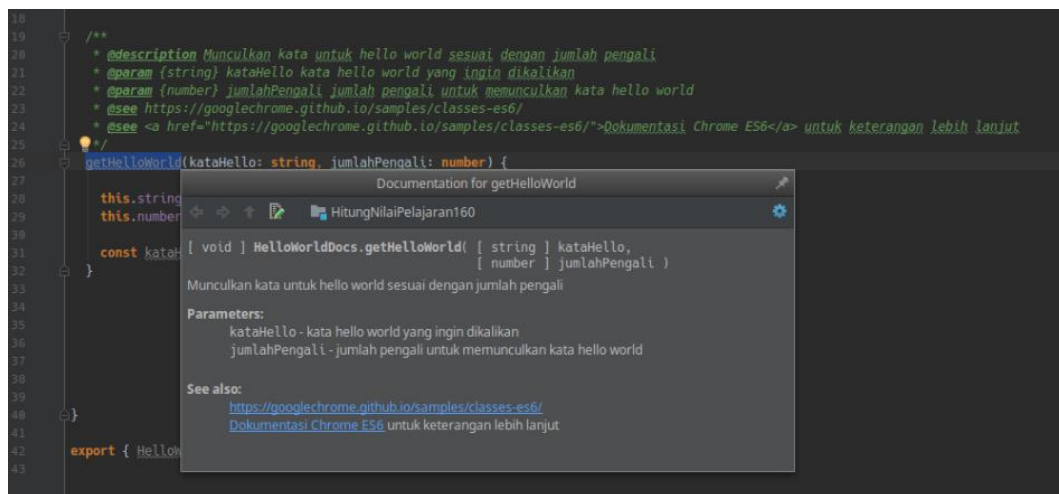 18
19 /**
20 * @description Munculkan kata untuk hello world sesuai dengan jumlah pengali
21 * @param {string} kataHello kata hello world yang ingin dikalikan
22 * @param {number} jumlahPengali jumlah pengali untuk memunculkan kata hello world
23 * @see https://googlechrome.github.io/samples/classes-es6/
24 * @see <a href="https://googlechrome.github.io/samples/classes-es6/">Dokumentasi Chrome ES6</a> untuk keterangan lebih lanjut
25 */
26 getHelloWorld(kataHello: string, jumlahPengali: number) {
27
Documentation for getHelloWorld
28 this.string
29 this.number
HitungNilaiPelajaran160
30
31 const kataH
[ void ] HelloWorldDocs.getHelloWorld( [ string ] kataHello,
[ number ] jumlahPengali )
32 }
33
Munculkan kata untuk hello world sesuai dengan jumlah pengali
34
Parameters:
35
kataHello - kata hello world yang ingin dikalikan
36
jumlahPengali - jumlah pengali untuk memunculkan kata hello world
37
38
See also:
39
https://googlechrome.github.io/samples/classes-es6/
40 }
Dokumentasi Chrome ES6 untuk keterangan lebih lanjut
41
42 export { HelloW
43